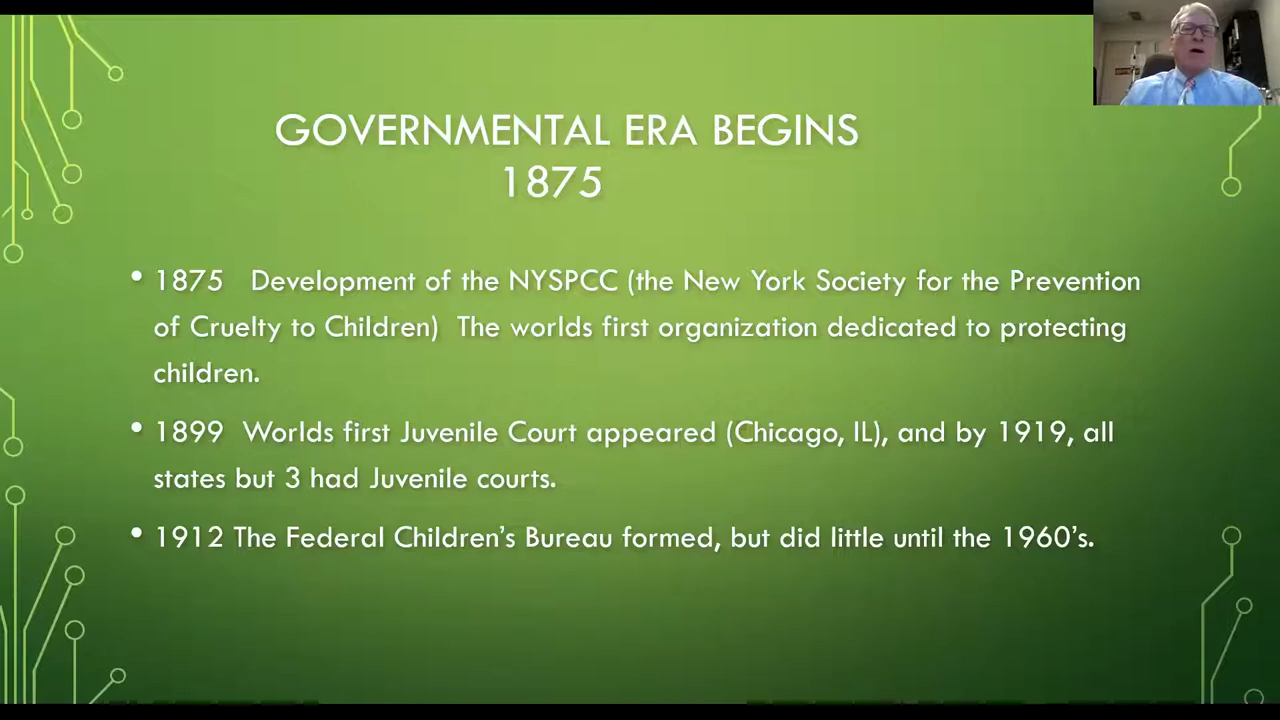 GOVERNMENTAL ERA BEGINS
1875
• 1875 Development of the NYSPCC (the New York Society for the Prevention
of Cruelty to Children) The worlds first organization dedicated to protecting
children.
• 1899 Worlds first Juvenile Court appeared (Chicago, IL), and by 1919, all
states but 3 had Juvenile courts.
• 1912 The Federal Children’s Bureau formed, but did little until the 1960’s.